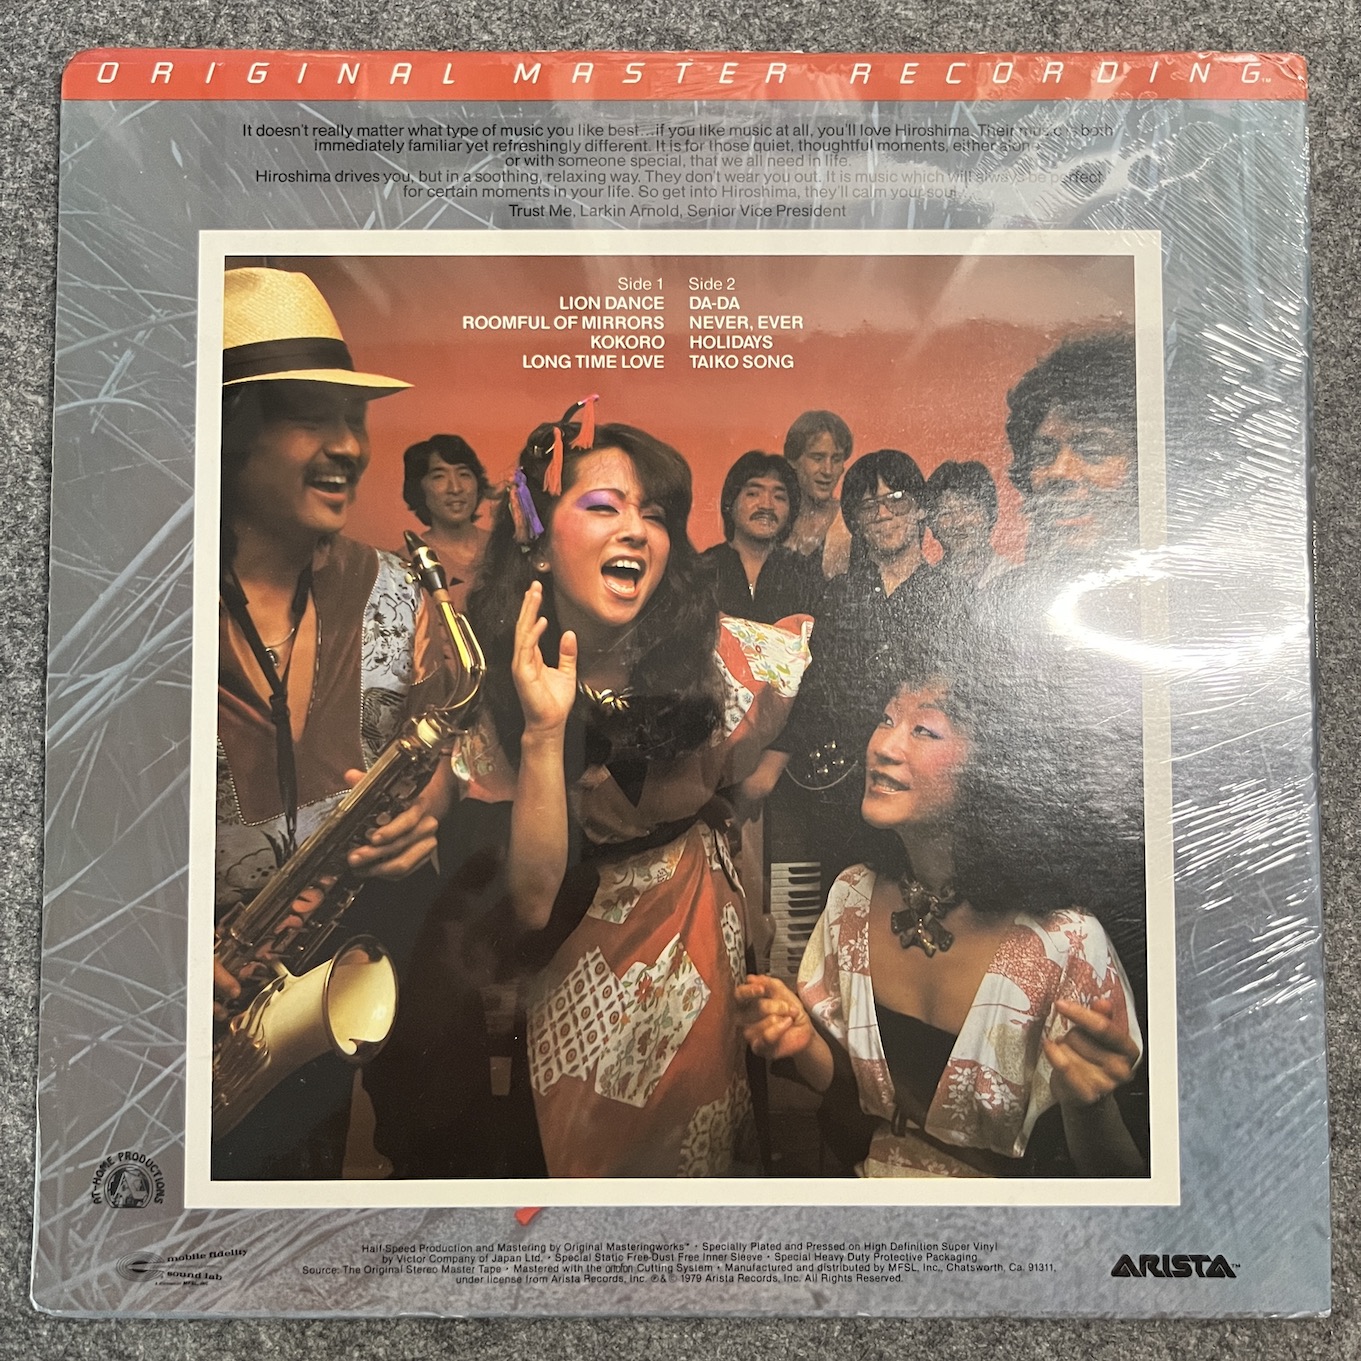 ORIGINAL MASTER RECORDING™
It doesn't really matter what type of music you like best...if you like music at all, you'll love Hiroshima. Their music is both
immediately familiar yet refreshingly different. It is for those quiet, thoughtful moments, either alone
or with someone special, that we all need in life.
Hiroshima drives you, but in a soothing, relaxing way. They don't wear you out. It is music which will always be perfect
for certain moments in your life. So get into Hiroshima, they'll calm your soul.
Trust Me, Larkin Arnold, Senior Vice President
Side 1
LION DANCE
ROOMFUL OF MIRRORS
KOKORO
LONG TIME LOVE
Side 2
DA-DA
NEVER, EVER
HOLIDAYS
TAIKO SONG
AT-HOME PRODUCTIONS
mobile fidelity
sound lab
Half Speed Production and Mastering by Original Masteringworks™ • Specially Plated and Pressed on High Definition Super Vinyl
by Victor Company of Japan Ltd. • Special Static Free-Dust Free Inner Sleeve • Special Heavy Duty Protective Packaging
Source: The Original Stereo Master Tape • Mastered with the ortofon Cutting System • Manufactured and distributed by MFSL, Inc., Chatsworth, Ca. 91311,
under license from Arista Records, Inc. ℗& © 1979 Arista Records, Inc. All Rights Reserved.
ARISTA™